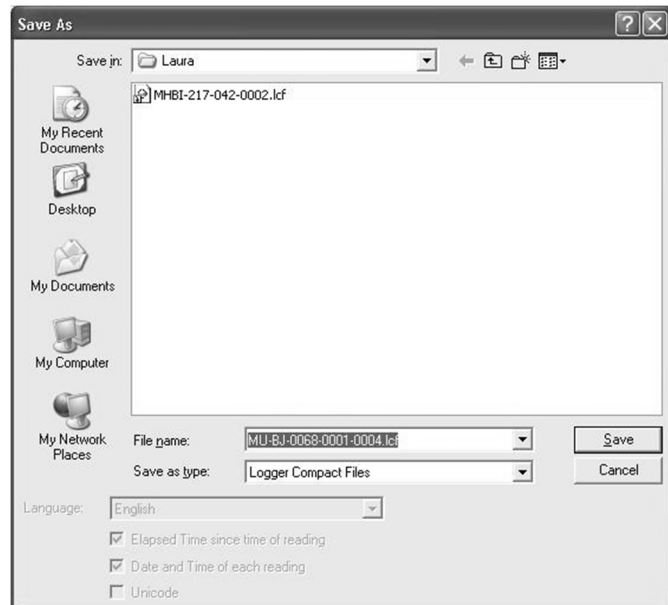 Save As
Save in: Laura
MHBI-217-042-0002.lcf
My Recent
Documents
Desktop
My Documents
My Computer
My Network
Places
File name: MU-BJ-0068-0001-0004.lcf
Save
Save as type: Logger Compact Files
Cancel
Language: English
Elapsed Time since time of reading
Date and Time of each reading
Unicode